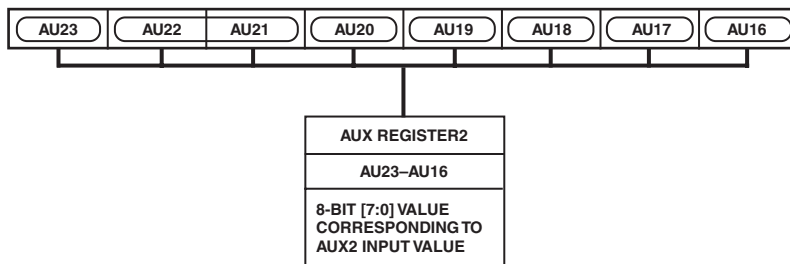 AU23 AU22 AU21 AU20 AU19 AU18 AU17 AU16
AUX REGISTER2
AU23–AU16
8-BIT [7:0] VALUE
CORRESPONDING TO
AUX2 INPUT VALUE